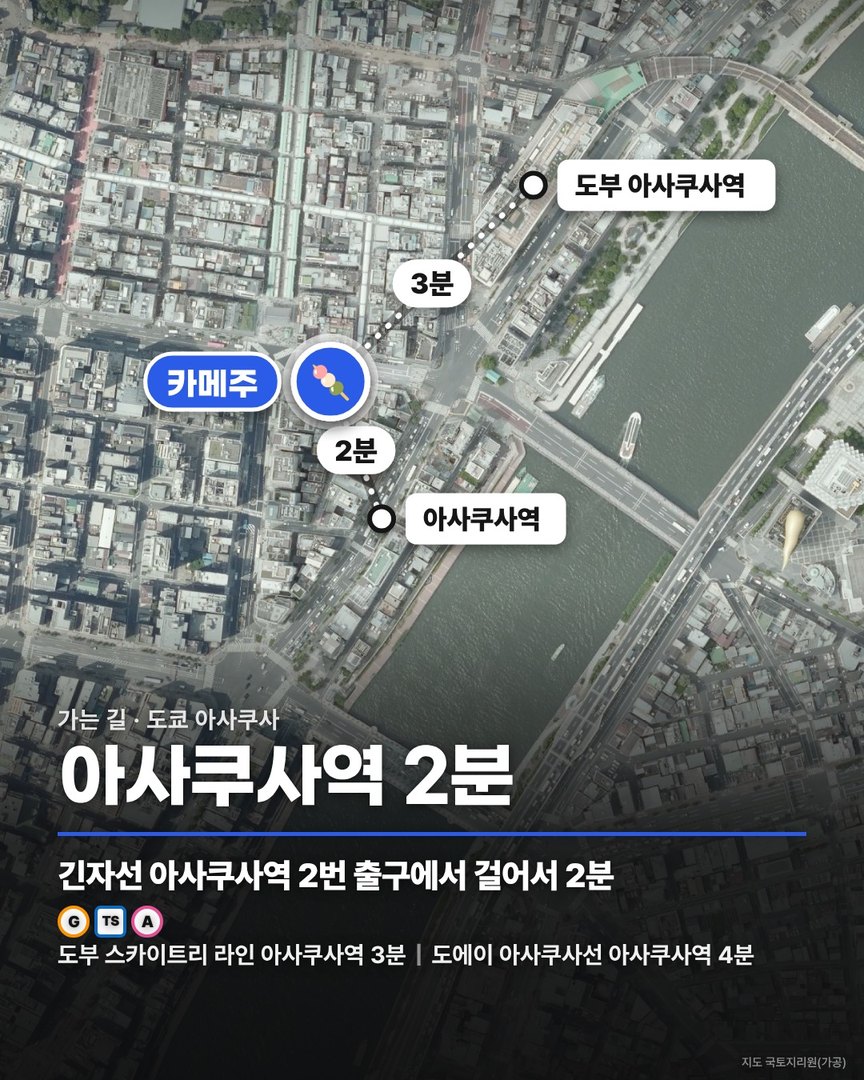 도부 아사쿠사역
3분
카메주
2분
아사쿠사역
가는 길 · 도쿄 아사쿠사
아사쿠사역 2분
긴자선 아사쿠사역 2번 출구에서 걸어서 2분
G TS A
도부 스카이트리 라인 아사쿠사역 3분 | 도에이 아사쿠사선 아사쿠사역 4분
지도 국토지리원(가공)